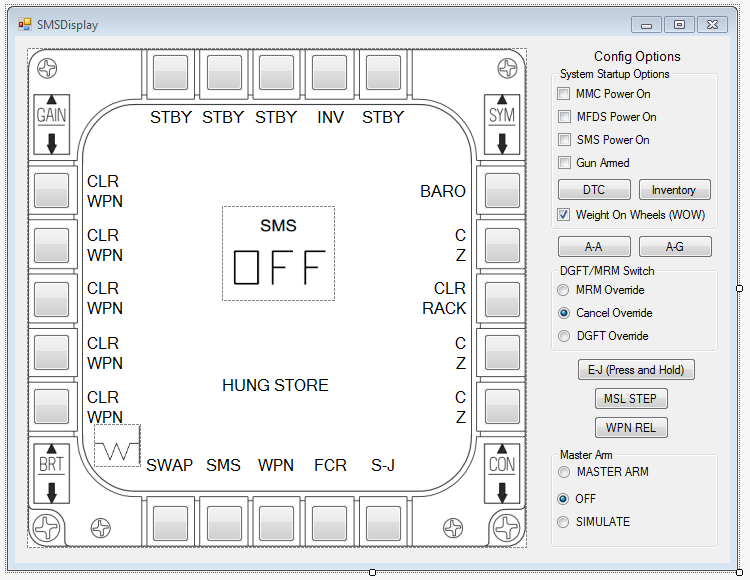 SMSDisplay
GAIN
STBY STBY STBY INV STBY
SYM
CLR
WPN
BARO
CLR
WPN
C
Z
SMS
OFF
CLR
WPN
CLR
RACK
CLR
WPN
C
Z
HUNG STORE
CLR
WPN
C
Z
W
BRT
SWAP SMS WPN FCR S-J
CON
Config Options
System Startup Options
MMC Power On
MFDS Power On
SMS Power On
Gun Armed
DTC Inventory
Weight On Wheels (WOW)
A-A A-G
DGFT/MRM Switch
MRM Override
Cancel Override
DGFT Override
E-J (Press and Hold)
MSL STEP
WPN REL
Master Arm
MASTER ARM
OFF
SIMULATE